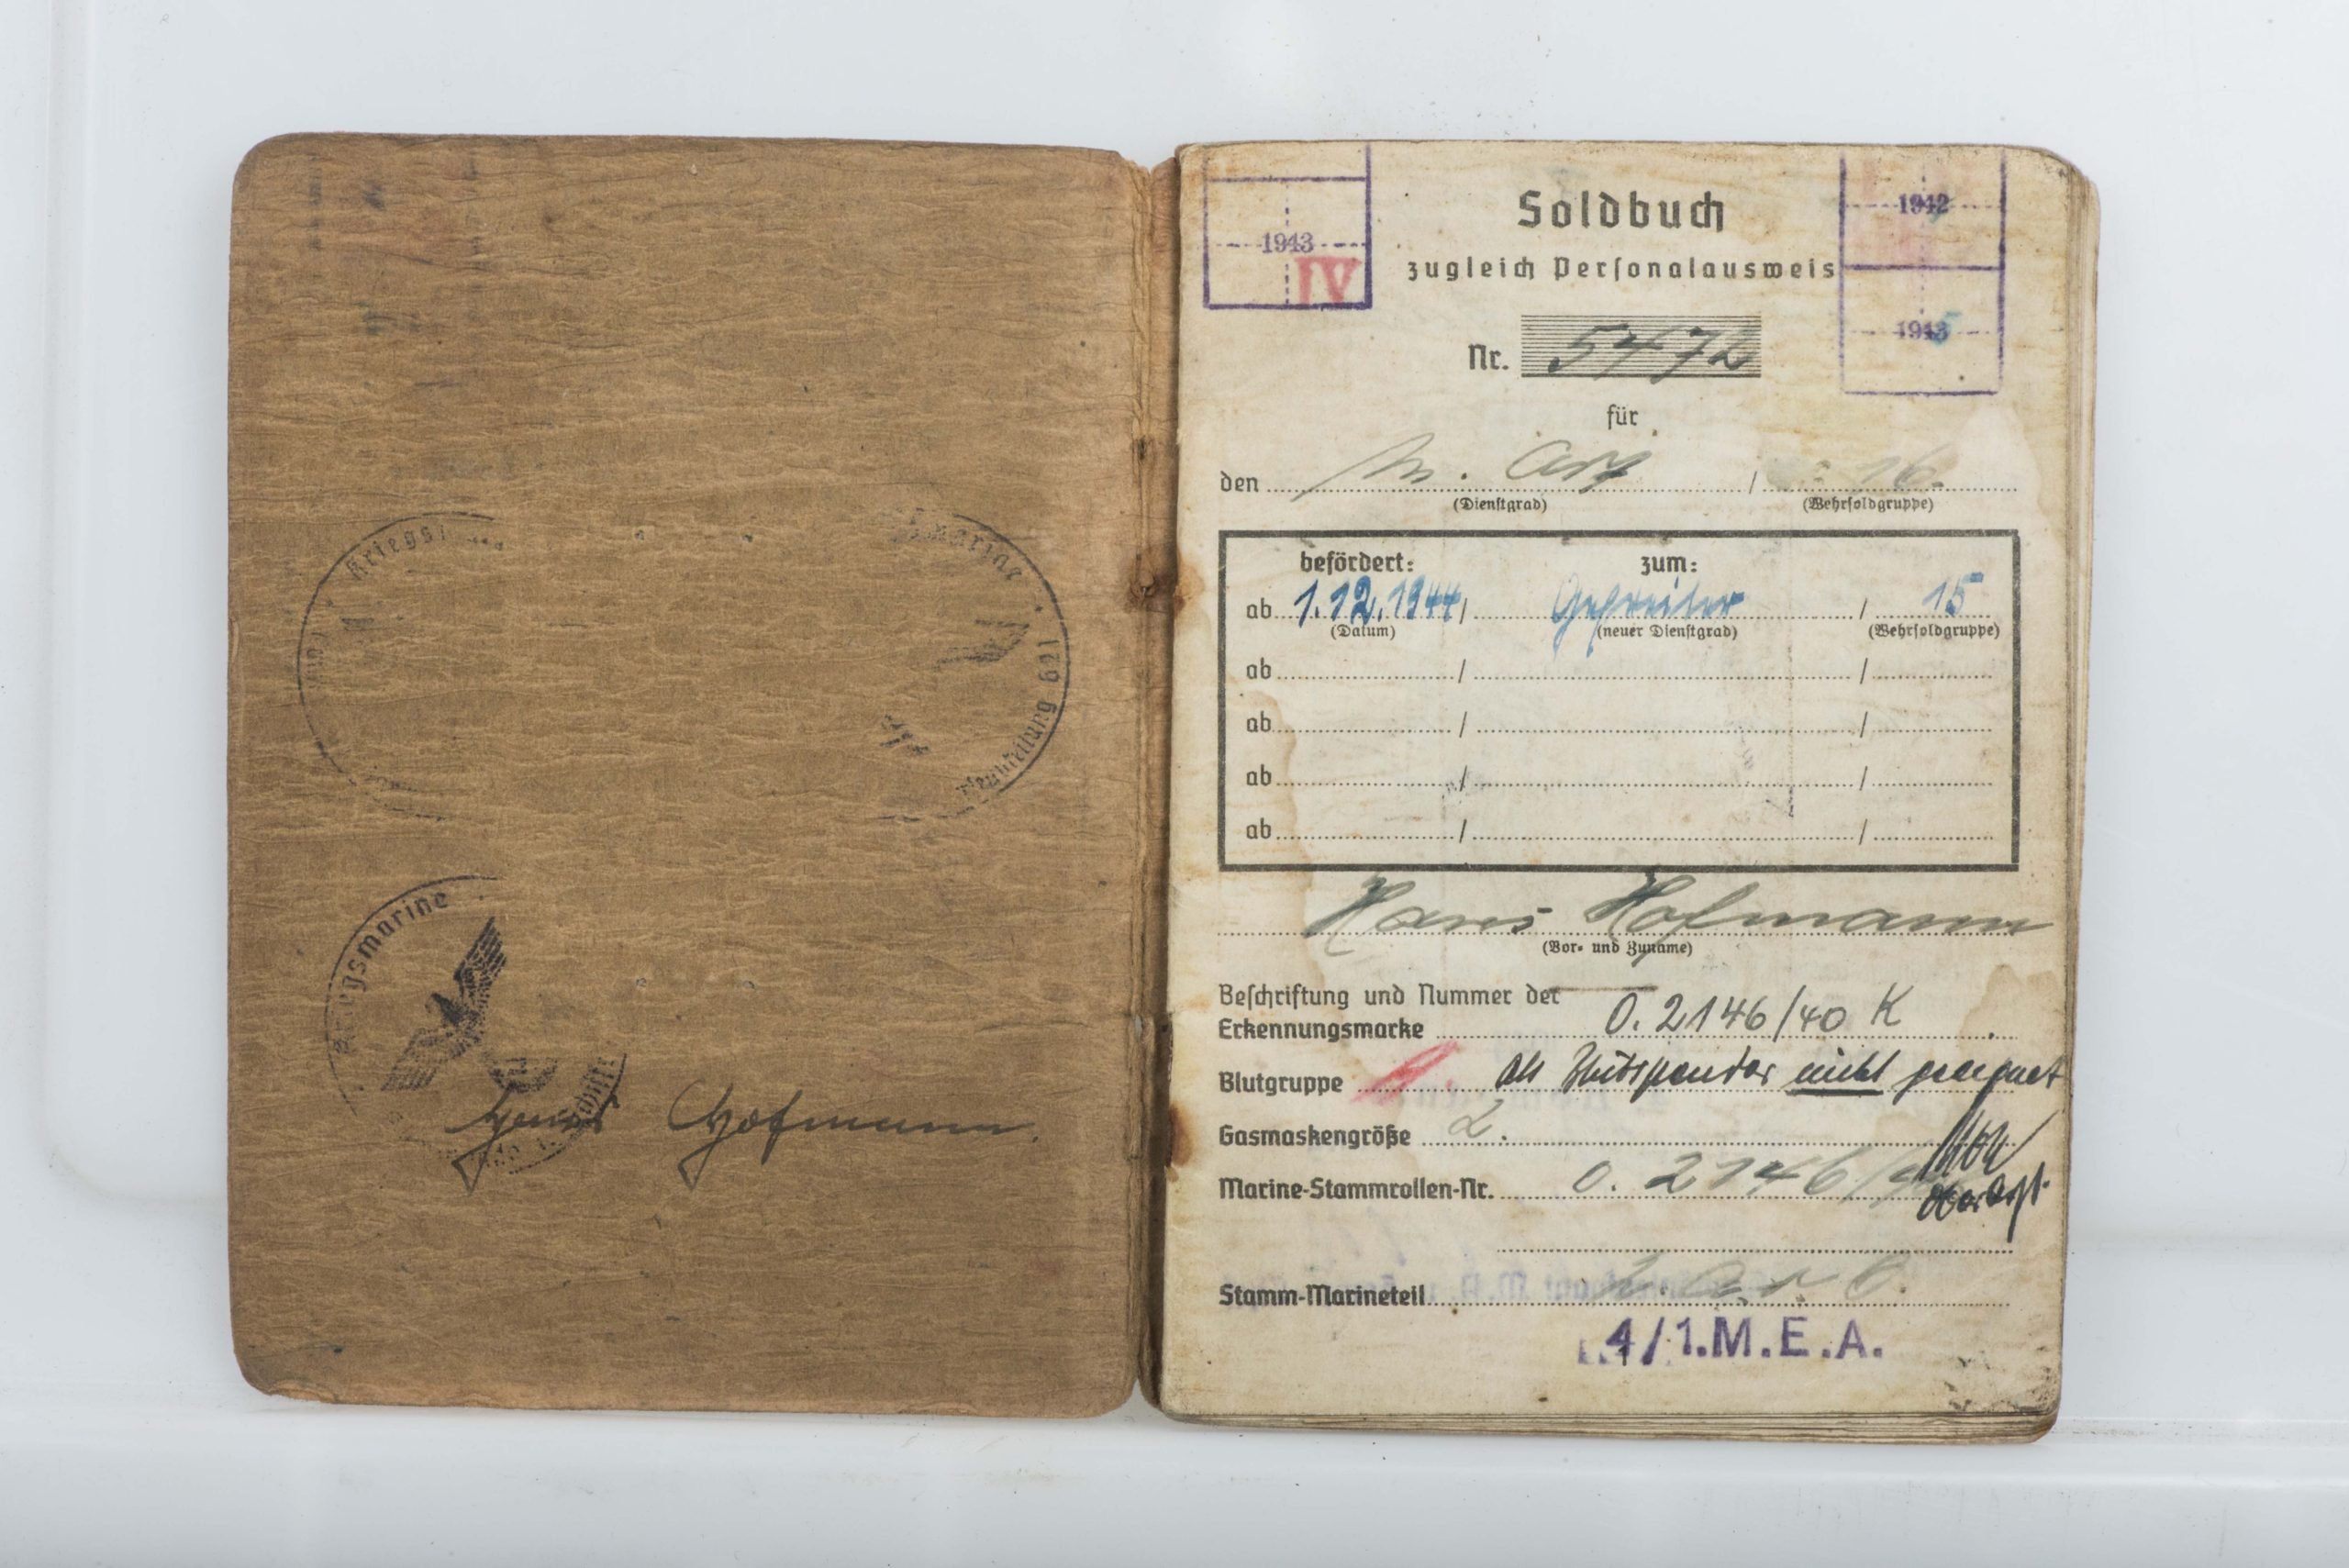 Kriegsmarine
Hans Hofmann
1943
IV
1942
1943
Soldbuch
zugleich Personalausweis
Nr. 5472
für
den M. Art / 16.
(Dienstgrad) (Wehrsoldgruppe)
befördert: zum:
ab 1.12.1944 / Gefreiter / 15
(Datum) (neuer Dienstgrad) (Wehrsoldgruppe)
ab / /
ab / /
ab / /
ab / /
Hans Hofmann
(Vor- und Zuname)
Beschriftung und Nummer der
Erkennungsmarke O. 2146/40 K
Blutgruppe A. als Blutspender nicht geeignet
Gasmaskengröße 2.
Marine-Stammrollen-Nr. O. 2146/
Stamm-Marineteil
4/1.M.E.A.